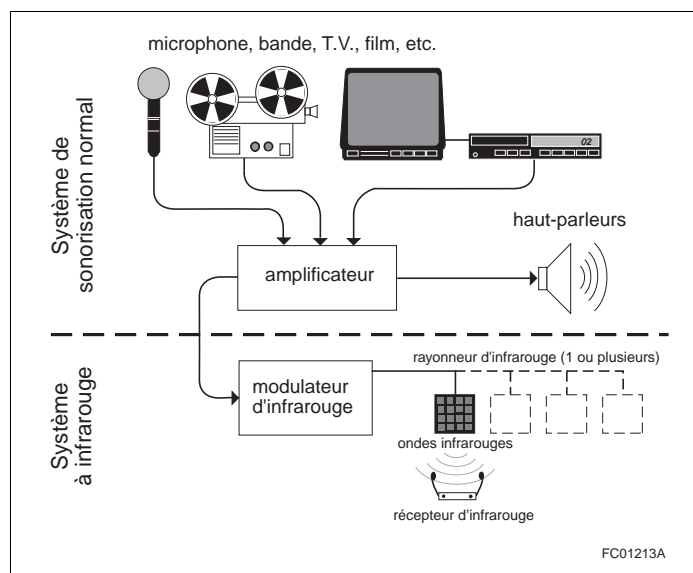 microphone, bande, T.V., film, etc.
02
Système de
sonorisation normal
haut-parleurs
amplificateur
rayonneur d'infrarouge (1 ou plusieurs)
modulateur
d'infrarouge
Système
à infrarouge
ondes infrarouges
récepteur d'infrarouge
FC01213A